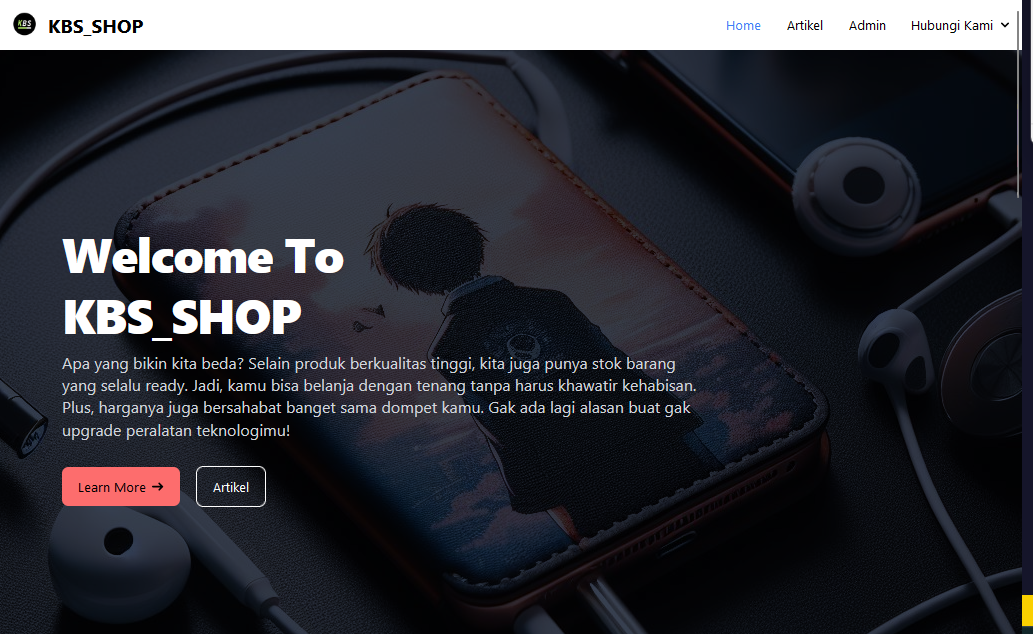 KBS
KBS_SHOP
Home
Artikel
Admin
Hubungi Kami
Welcome To
KBS_SHOP
Apa yang bikin kita beda? Selain produk berkualitas tinggi, kita juga punya stok barang
yang selalu ready. Jadi, kamu bisa belanja dengan tenang tanpa harus khawatir kehabisan.
Plus, harganya juga bersahabat banget sama dompet kamu. Gak ada lagi alasan buat gak
upgrade peralatan teknologimu!
Learn More →
Artikel